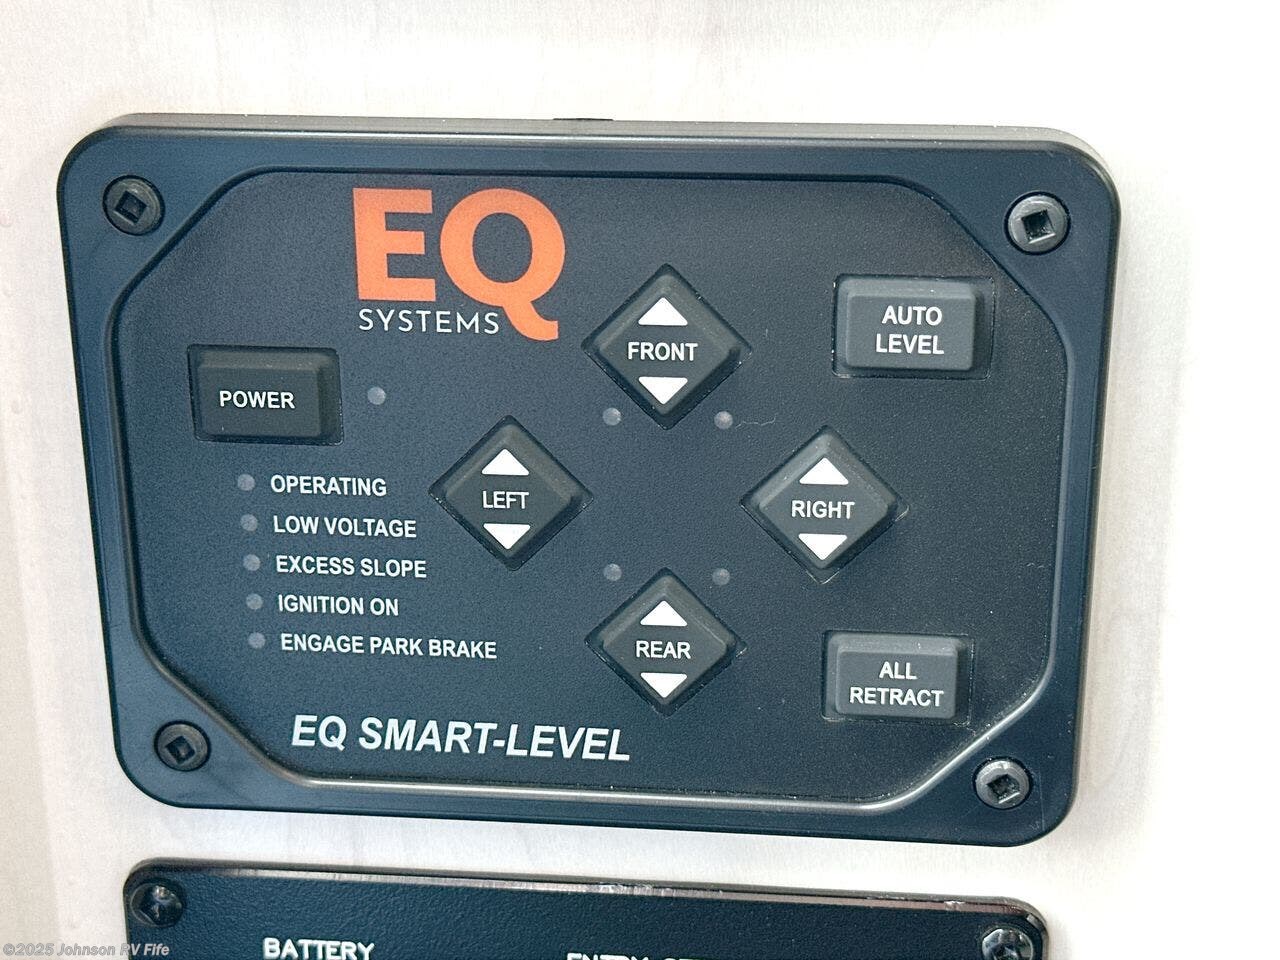 EQ
SYSTEMS
AUTO
LEVEL
FRONT
POWER
LEFT
RIGHT
OPERATING
LOW VOLTAGE
EXCESS SLOPE
IGNITION ON
ENGAGE PARK BRAKE
REAR
ALL
RETRACT
EQ SMART-LEVEL
BATTERY
©2025 Johnson RV Fife